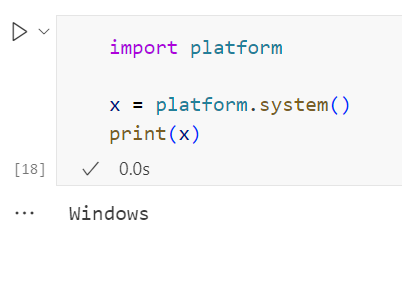 import platform
x = platform.system()
print(x)
[18]
0.0s
Windows